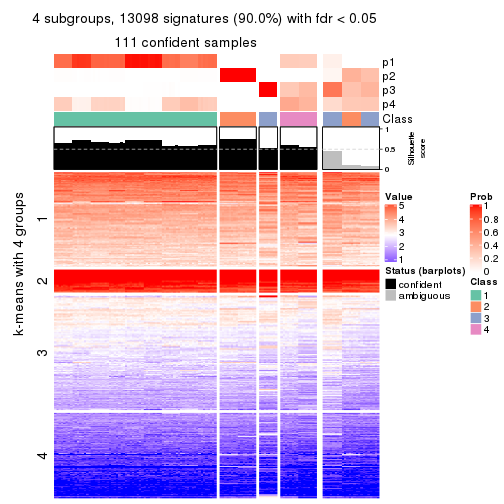 4 subgroups, 13098 signatures (90.0%) with fdr < 0.05
111 confident samples
p1
p2
p3
p4
Class
1
0.5
0
Silhouette
score
k-means with 4 groups
1
2
3
4
Value
5
4
3
2
1
Status (barplots)
confident
ambiguous
Prob
1
0.8
0.6
0.4
0.2
0
Class
1
2
3
4